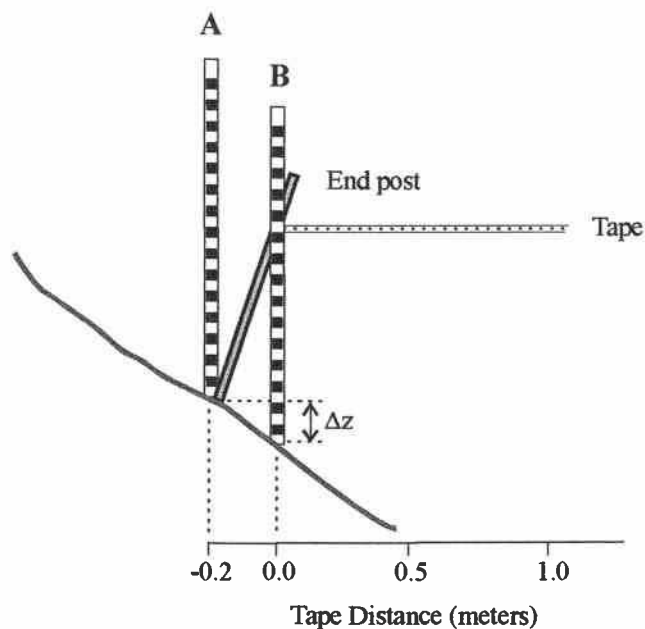 A
B
End post
Tape
Δz
-0.2 0.0 0.5 1.0
Tape Distance (meters)